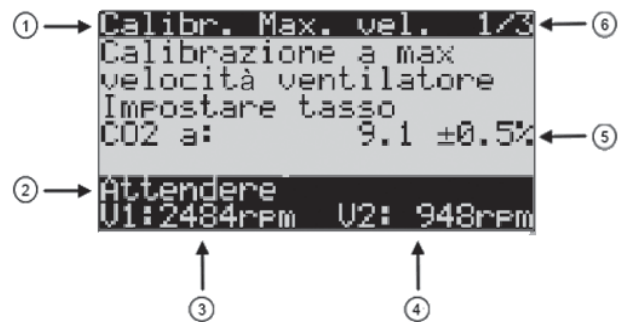 Calibr. Max. vel. 1/3
Calibrazione a max
velocità ventilatore
Impostare tasso
CO2 a: 9.1 ±0.5%
Attendere
V1:2484rpm V2: 948rpm
1
6
5
2
3
4